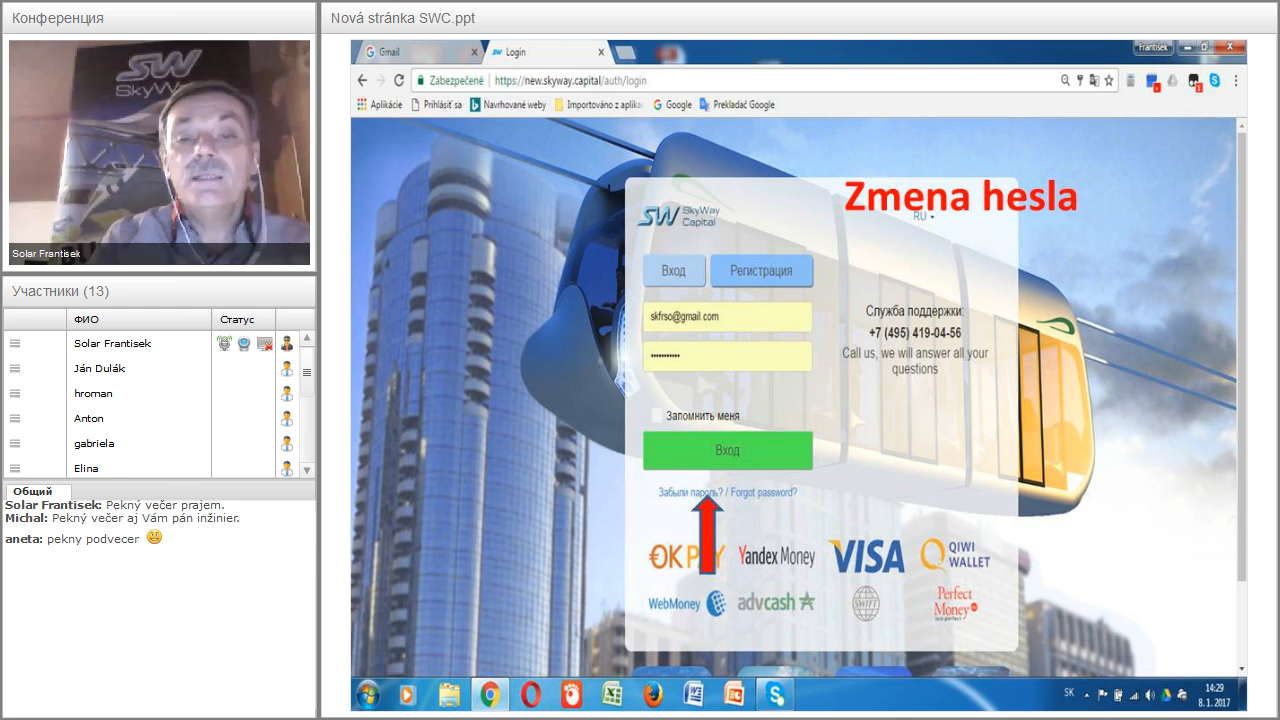 Конференция
SW
SkyWay
Solar Frantisek
Участники (13)
ФИО
Статус
Solar Frantisek
Ján Dulák
hroman
Anton
gabriela
Elina
Общий
Solar Frantisek: Pekný večer prajem.
Michal: Pekný večer aj Vám pán inžinier.
aneta: pekny podvecer
Nová stránka SWC.ppt
Gmail
Login
František
Zabezpečené
https://new.skyway.capital/auth/login
Aplikácie
Prihlásiť sa
Navrhované weby
Importováno z aplikac
Google
Prekladač Google
Zmena hesla
SW SkyWay
Capital
RU
Вход
Регистрация
skfrso@gmail.com
•••••••••••
Служба поддержки:
+7 (495) 419-04-56
Call us, we will answer all your
questions
Запомнить меня
Вход
Забыли пароль? / Forgot password?
OKPAY
Yandex Money
VISA
QIWI
WALLET
WebMoney
advcash
SWIFT
Perfect
Money
SK
14:29
8. 1. 2017